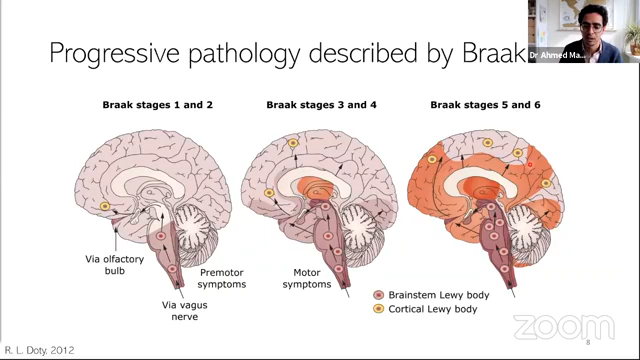 Progressive pathology described by Braak
Dr Ahmed Ma...
Braak stages 1 and 2
Braak stages 3 and 4
Braak stages 5 and 6
Via olfactory
bulb
Premotor
symptoms
Via vagus
nerve
Motor
symptoms
Brainstem Lewy body
Cortical Lewy body
zoom
8
R. L. Doty. 2012